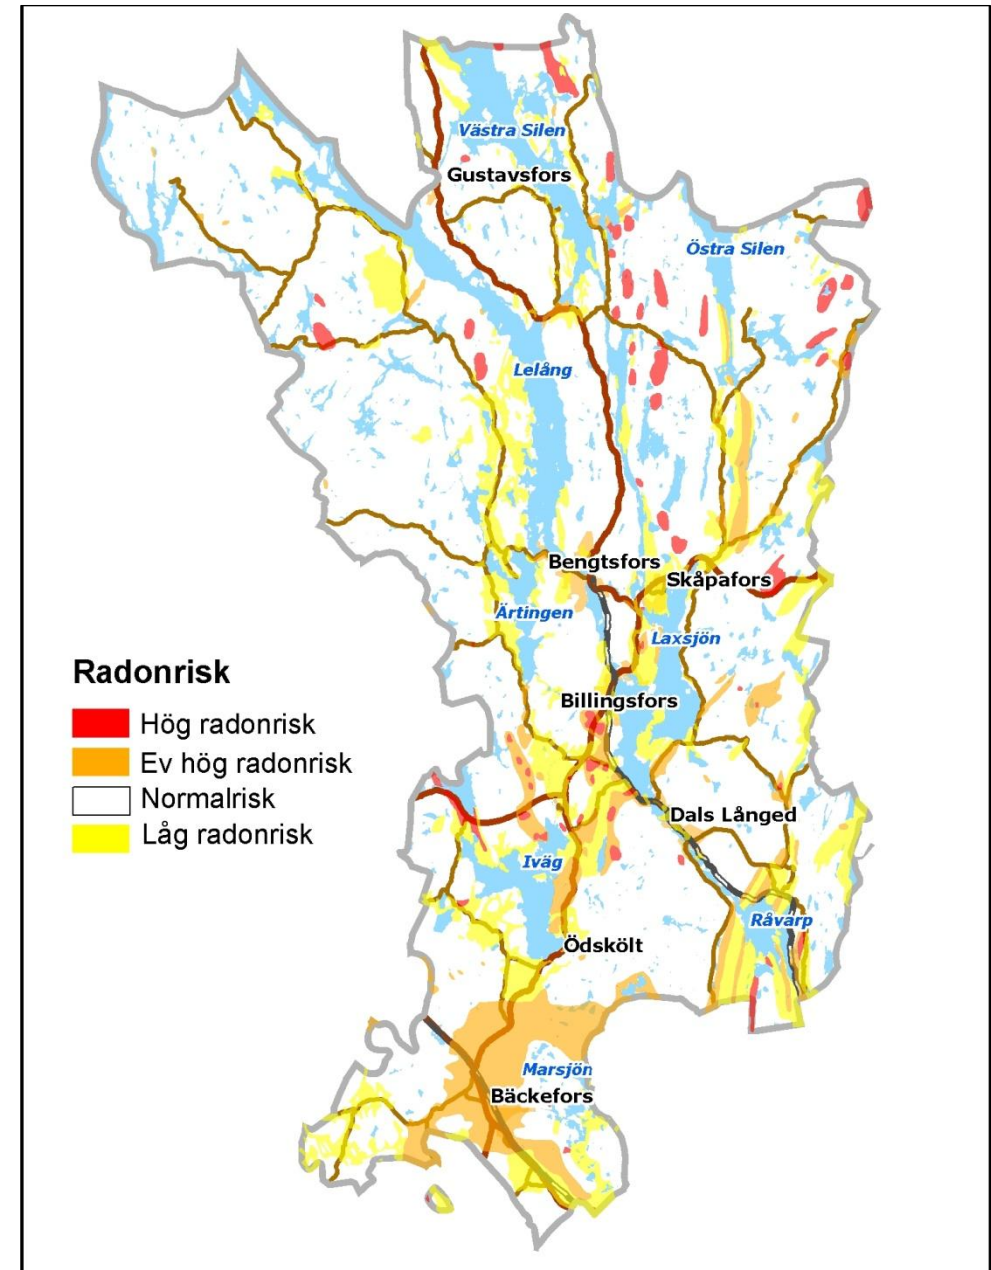 Västra Silen
Gustavsfors
Östra Silen
Lelång
Bengtsfors
Skåpafors
Ärtingen
Laxsjön
Radonrisk
Billingsfors
Hög radonrisk
Ev hög radonrisk
Normalrisk
Dals Långed
Låg radonrisk
Iväg
Råvarp
Ödskölt
Marsjön
Bäckefors